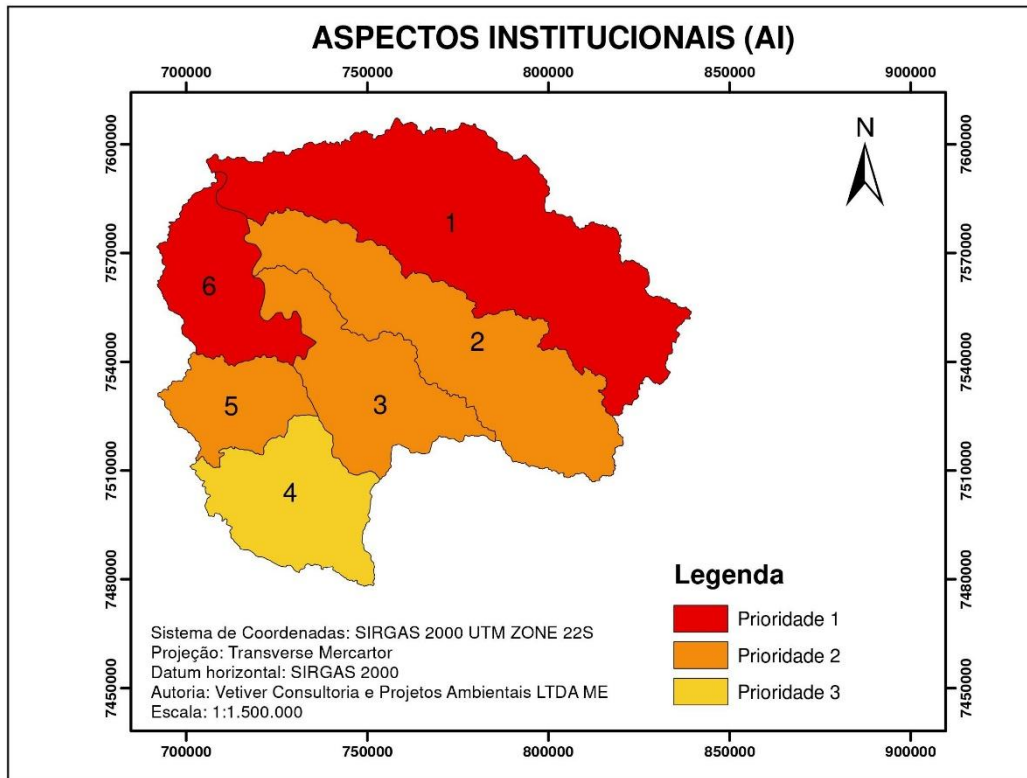 ASPECTOS INSTITUCIONAIS (AI)
700000 750000 800000 850000 900000
7600000 7600000
N
1
7570000 7570000
6
2
7540000 7540000
5 3
7510000 7510000
4
Legenda
7480000 7480000
Prioridade 1
Sistema de Coordenadas: SIRGAS 2000 UTM ZONE 22S
Projeção: Transverse Mercartor
Prioridade 2
Datum horizontal: SIRGAS 2000
Autoria: Vetiver Consultoria e Projetos Ambientais LTDA ME
Prioridade 3
7450000 7450000
Escala: 1:1.500.000
700000 750000 800000 850000 900000